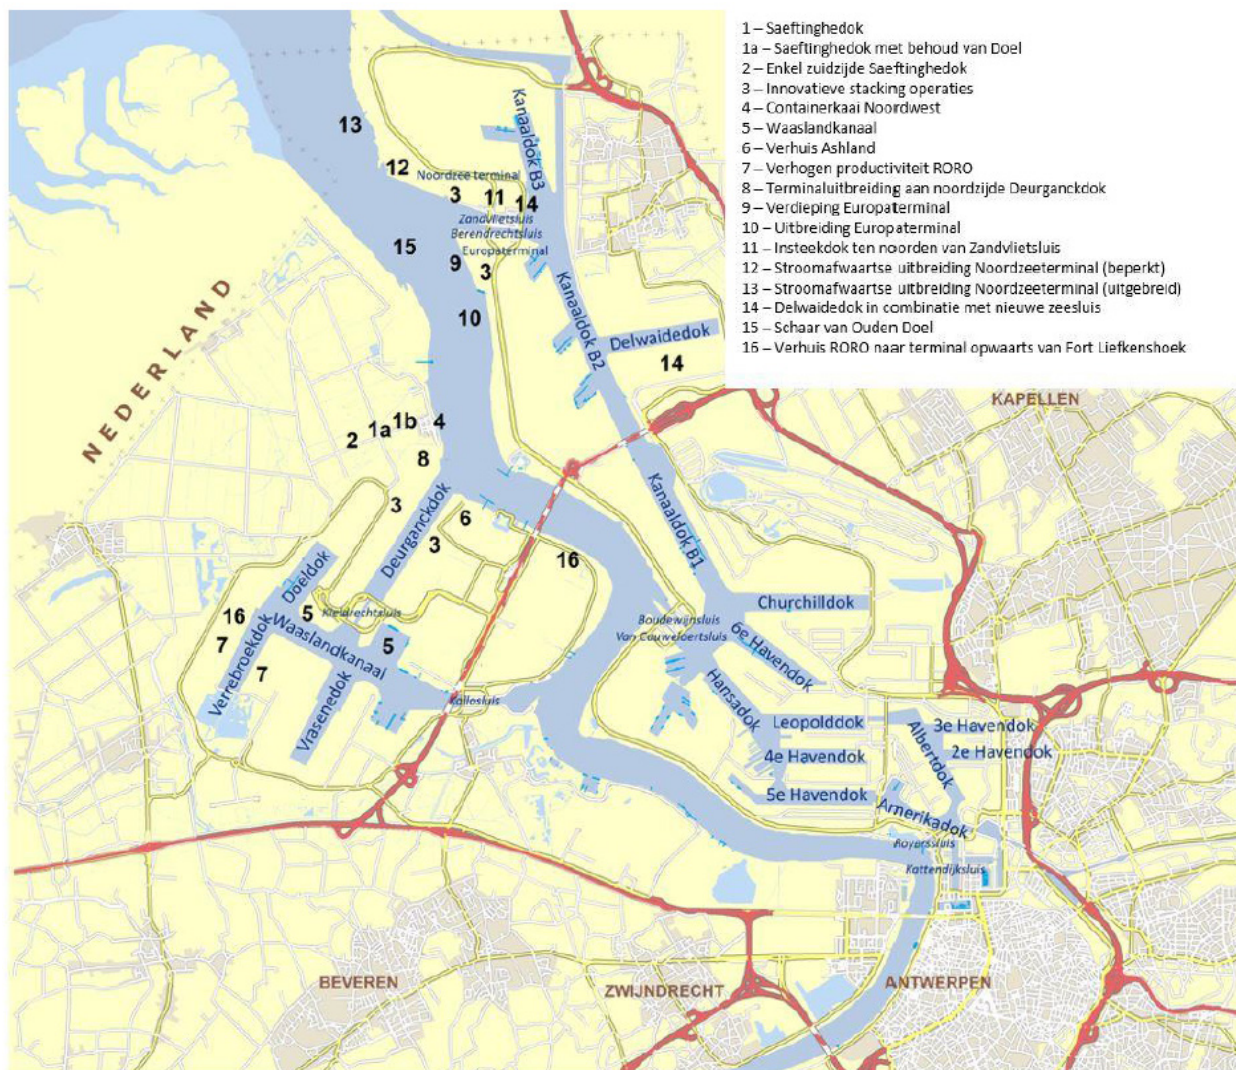 1 – Saeftinghedok
1a – Saeftinghedok met behoud van Doel
2 – Enkel zuidzijde Saeftinghedok
3 – Innovatieve stacking operaties
4 – Containerkaai Noordwest
5 – Waaslandkanaal
6 – Verhuis Ashland
7 – Verhogen productiviteit RORO
8 – Terminaluitbreiding aan noordzijde Deurganckdok
9 – Verdieping Europaterminal
10 – Uitbreiding Europaterminal
11 – Insteekdok ten noorden van Zandvlietsluis
12 – Stroomafwaartse uitbreiding Noordzeeterminal (beperkt)
13 – Stroomafwaartse uitbreiding Noordzeeterminal (uitgebreid)
14 – Delwaidedok in combinatie met nieuwe zeesluis
15 – Schaar van Ouden Doel
16 – Verhuis RORO naar terminal opwaarts van Fort Liefkenshoek
13
Kanaaldok B3
12
Noordzee terminal
3
11
14
Zandvlietsluis
Berendrechtsluis
15
Europaterminal
9
3
10
Kanaaldok B2
Delwaidedok
14
NEDERLAND
KAPELLEN
1b
1a
4
2
8
3
Deurganckdok
6
3
16
Kanaaldok B1
Doeldok
5
Kieldrechtsluis
16
7
Waaslandkanaal
5
7
Verrebroekdok
Vrasenedok
Kallosluis
Boudewijnsluis
Van Cauwelaertsluis
Churchilldok
6e Havendok
Hansadok
Leopolddok
Albertdok
3e Havendok
2e Havendok
4e Havendok
5e Havendok
Amerikadok
Royerssluis
Kattendijksluis
BEVEREN
ZWIJNDRECHT
ANTWERPEN